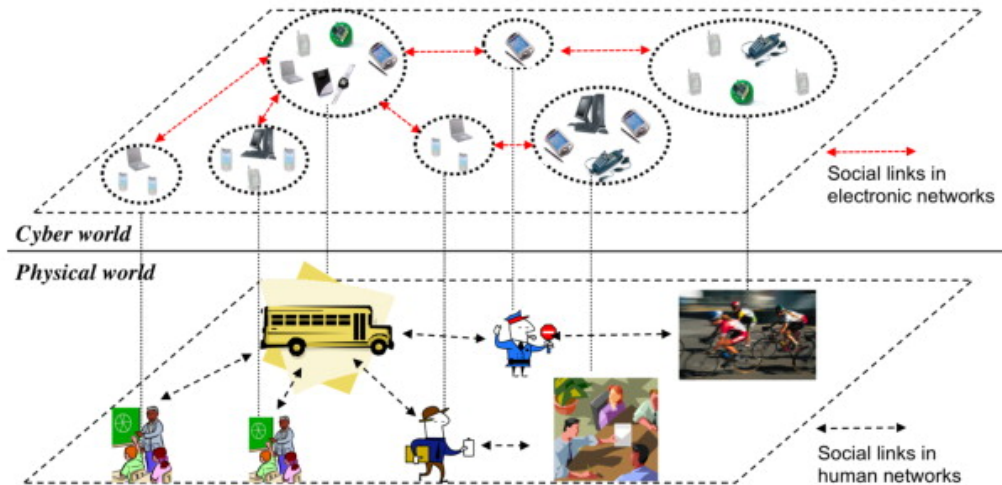 Social links in
electronic networks
Cyber world
Physical world
Social links in
human networks